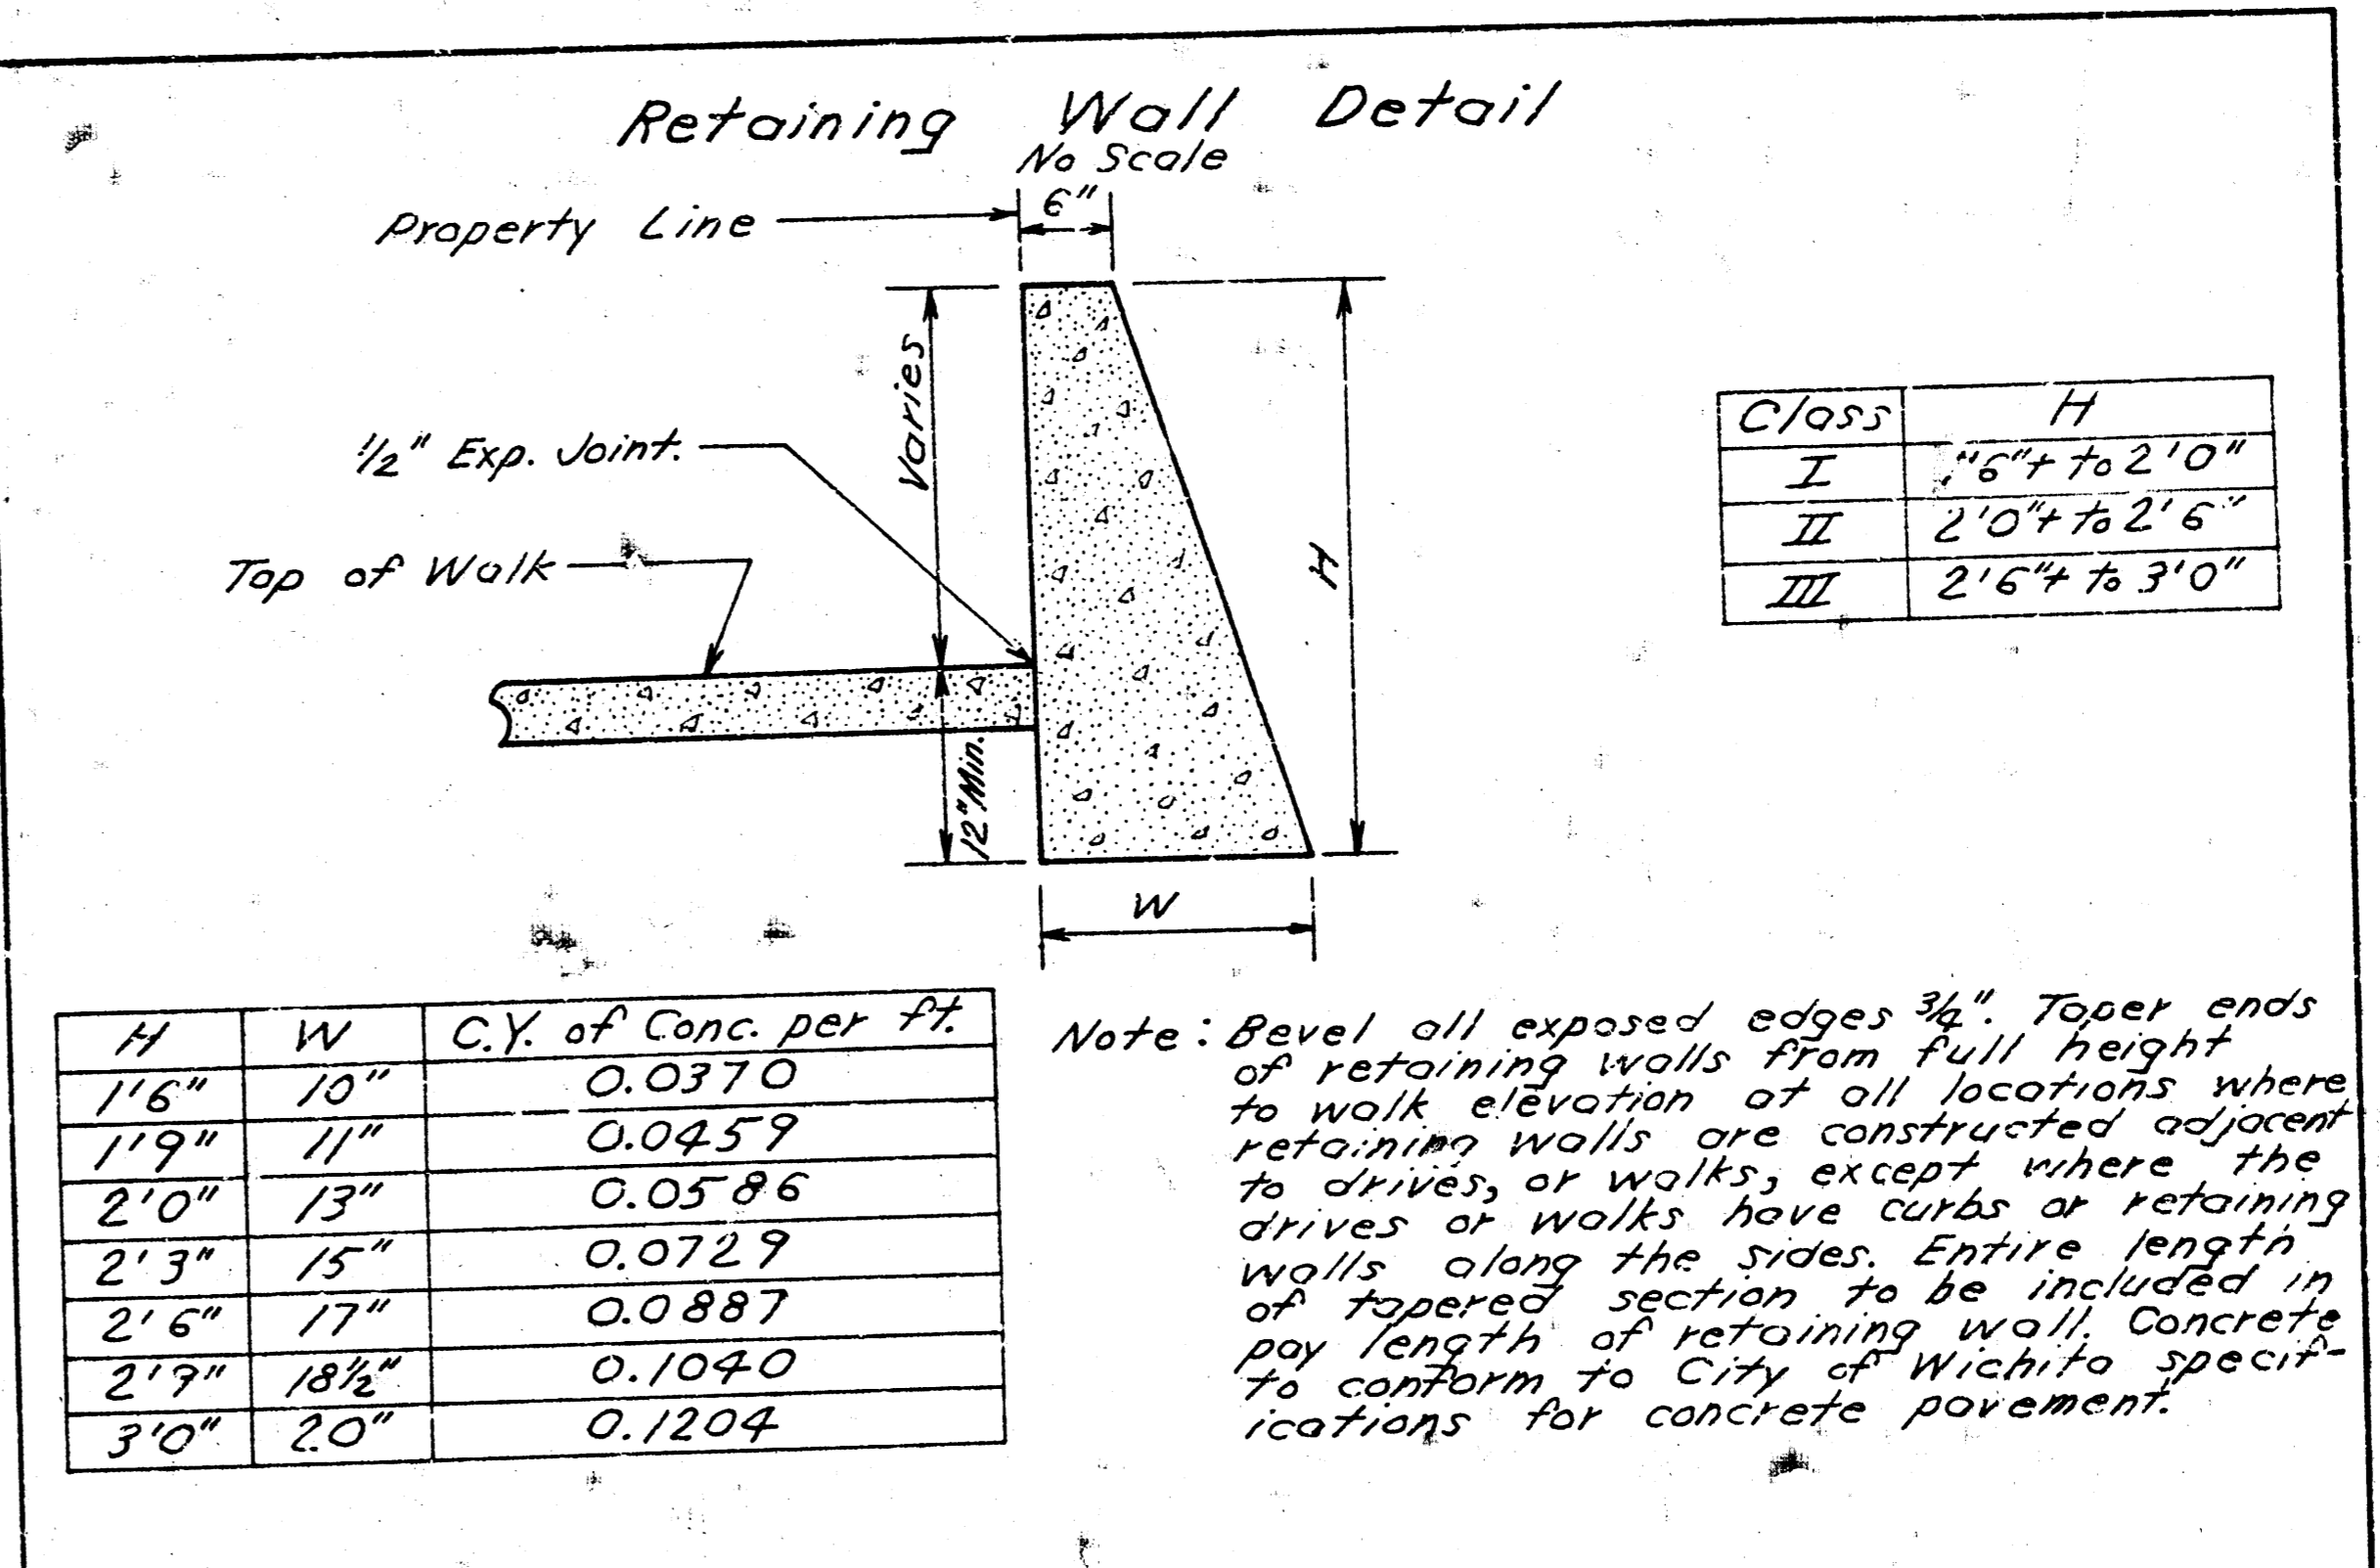 Retaining Wall Detail
No Scale
6"
Property Line
Varies
1/2" Exp. Joint.
Top of Walk
12" Min.
H
W
Class H
I "6"+ to 2'0"
II 2'0"+ to 2'6"
III 2'6"+ to 3'0"
H W C.Y. of Conc. per ft.
1'6" 10" 0.0370
1'9" 11" 0.0459
2'0" 13" 0.0586
2'3" 15" 0.0729
2'6" 17" 0.0887
2'9" 18½" 0.1040
3'0" 20" 0.1204
Note: Bevel all exposed edges 3/4". Taper ends
of retaining walls from full height
to walk elevation at all locations where
retaining walls are constructed adjacent
to drives, or walks, except where the
drives or walks have curbs or retaining
walls along the sides. Entire length
of tapered section to be included in
pay length of retaining wall. Concrete
to conform to City of Wichita specif-
ications for concrete pavement.